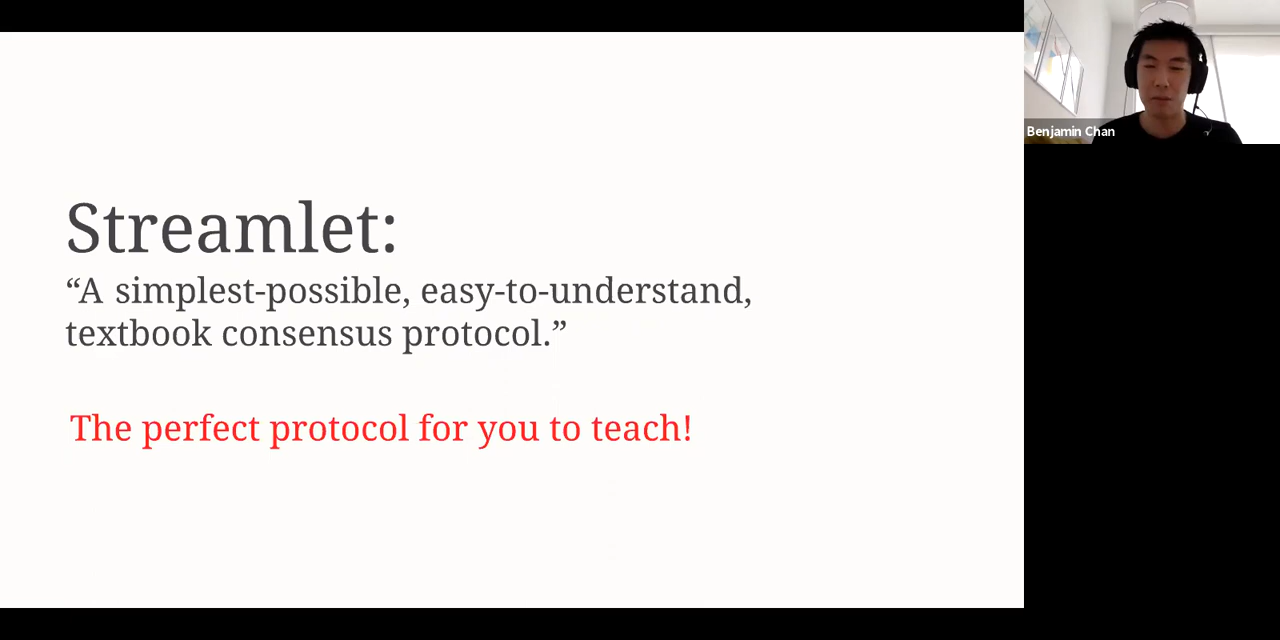 Streamlet:
“A simplest-possible, easy-to-understand,
textbook consensus protocol.”
The perfect protocol for you to teach!
Benjamin Chan